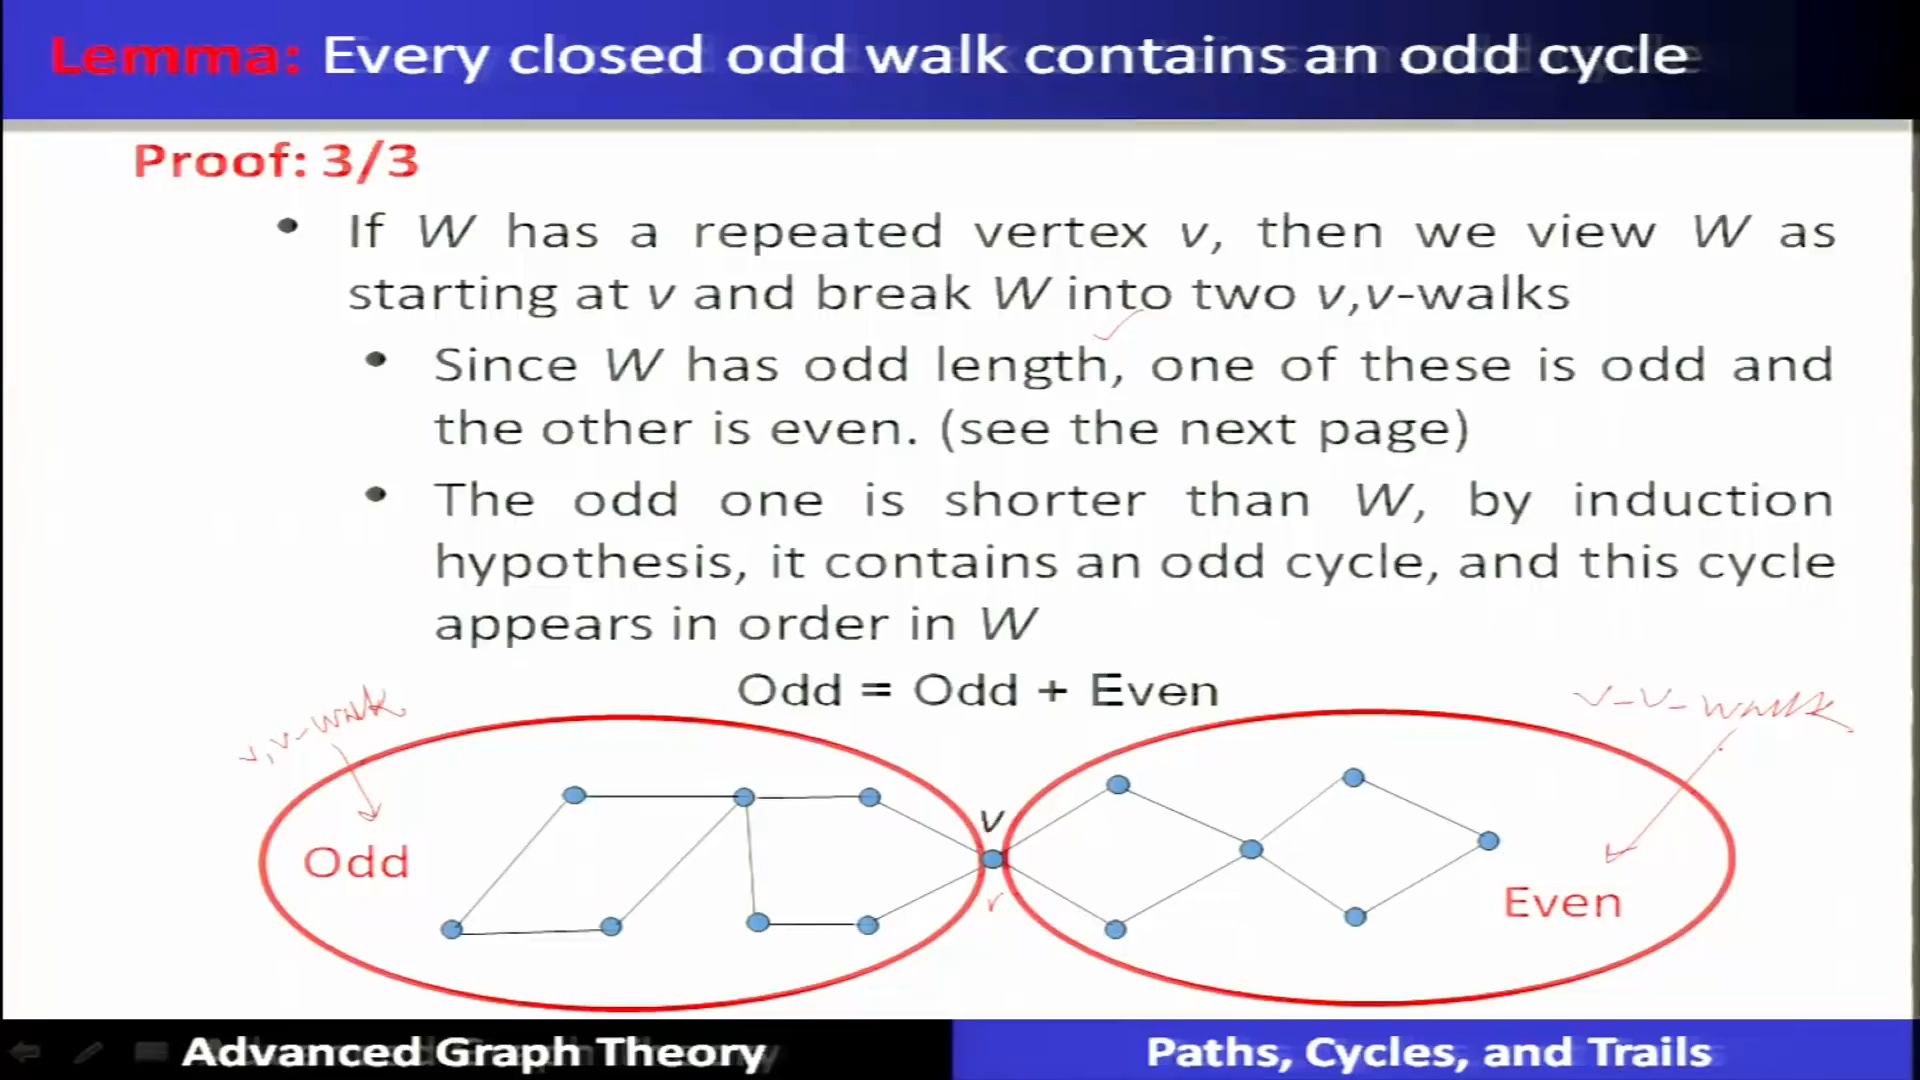 Lemma: Every closed odd walk contains an odd cycle
Proof: 3/3
• If W has a repeated vertex v, then we view W as
starting at v and break W into two v,v-walks
• Since W has odd length, one of these is odd and
the other is even. (see the next page)
• The odd one is shorter than W, by induction
hypothesis, it contains an odd cycle, and this cycle
appears in order in W
Odd = Odd + Even
v,v-walk
v-v-walk
v
Odd
Even
Advanced Graph Theory
Paths, Cycles, and Trails